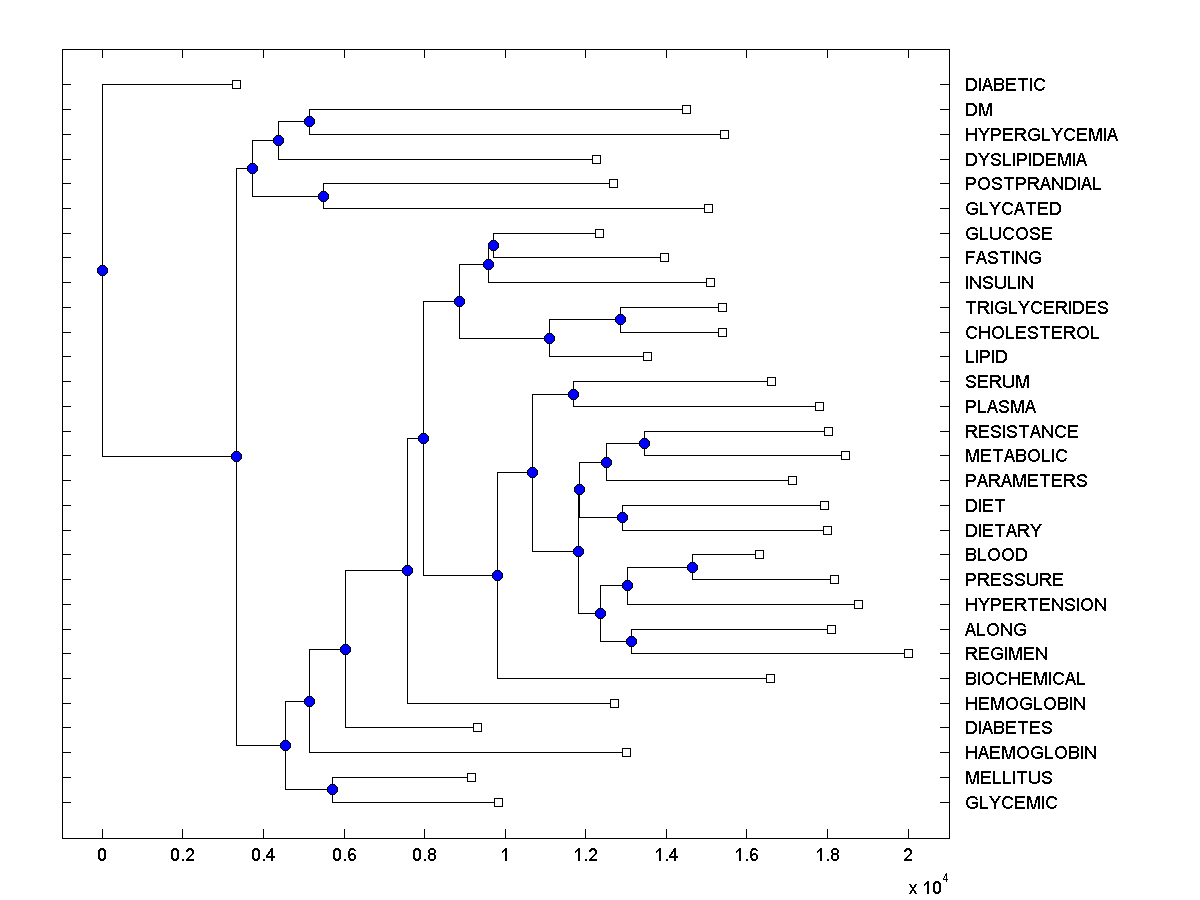 DIABETIC
DM
HYPERGLYCEMIA
DYSLIPIDEMIA
POSTPRANDIAL
GLYCATED
GLUCOSE
FASTING
INSULIN
TRIGLYCERIDES
CHOLESTEROL
LIPID
SERUM
PLASMA
RESISTANCE
METABOLIC
PARAMETERS
DIET
DIETARY
BLOOD
PRESSURE
HYPERTENSION
ALONG
REGIMEN
BIOCHEMICAL
HEMOGLOBIN
DIABETES
HAEMOGLOBIN
MELLITUS
GLYCEMIC
0 0.2 0.4 0.6 0.8 1 1.2 1.4 1.6 1.8 2
x 10^4